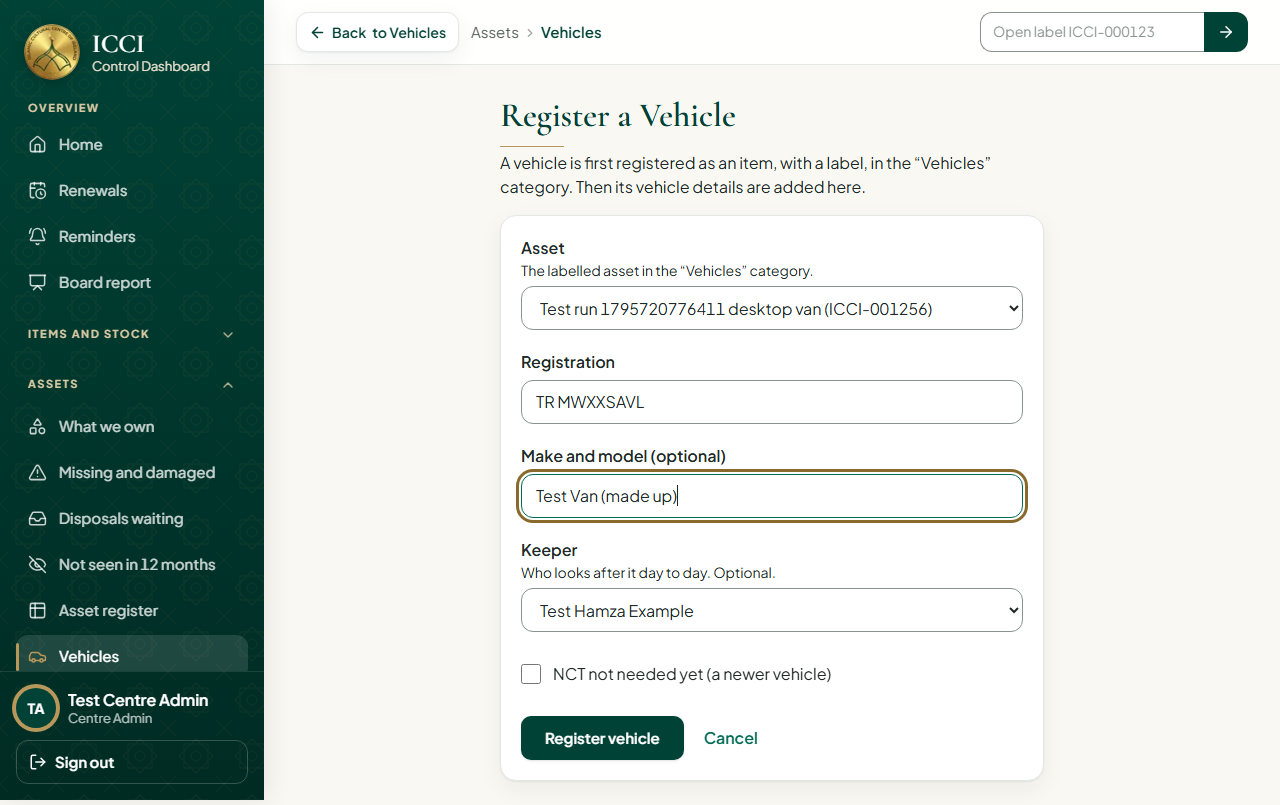 ICCI
Control Dashboard
OVERVIEW
Home
Renewals
Reminders
Board report
ITEMS AND STOCK
ASSETS
What we own
Missing and damaged
Disposals waiting
Not seen in 12 months
Asset register
Vehicles
TA
Test Centre Admin
Centre Admin
Sign out
Back to Vehicles
Assets
Vehicles
Open label ICCI-000123
Register a Vehicle
A vehicle is first registered as an item, with a label, in the “Vehicles”
category. Then its vehicle details are added here.
Asset
The labelled asset in the “Vehicles” category.
Test run 1795720776411 desktop van (ICCI-001256)
Registration
TR MWXXSAVL
Make and model (optional)
Test Van (made up)
Keeper
Who looks after it day to day. Optional.
Test Hamza Example
NCT not needed yet (a newer vehicle)
Register vehicle
Cancel